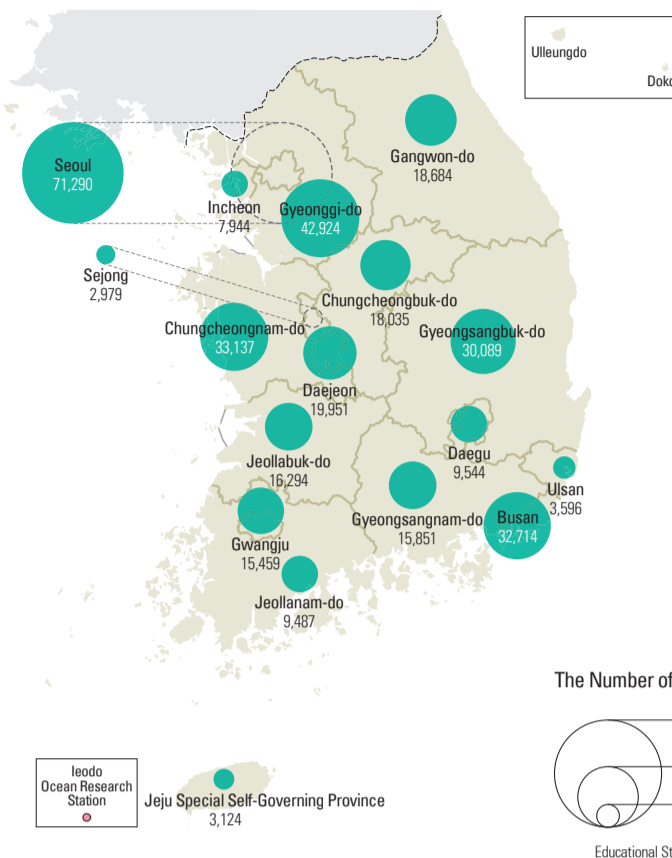 Ulleungdo
Gangwon-do
18,684
Seoul
71,290
Incheon
7,944
Gyeonggi-do
42,924
Sejong
2,979
Chungcheongbuk-do
18,035
Chungcheongnam-do
33,137
Gyeongsangbuk-do
30,089
Daejeon
19,951
Jeollabuk-do
16,294
Daegu
9,544
Ulsan
3,596
Gyeongsangnam-do
15,851
Busan
32,714
Gwangju
15,459
Jeollanam-do
9,487
The Number of
Ieodo
Ocean Research
Station
Jeju Special Self-Governing Province
3,124
Educational